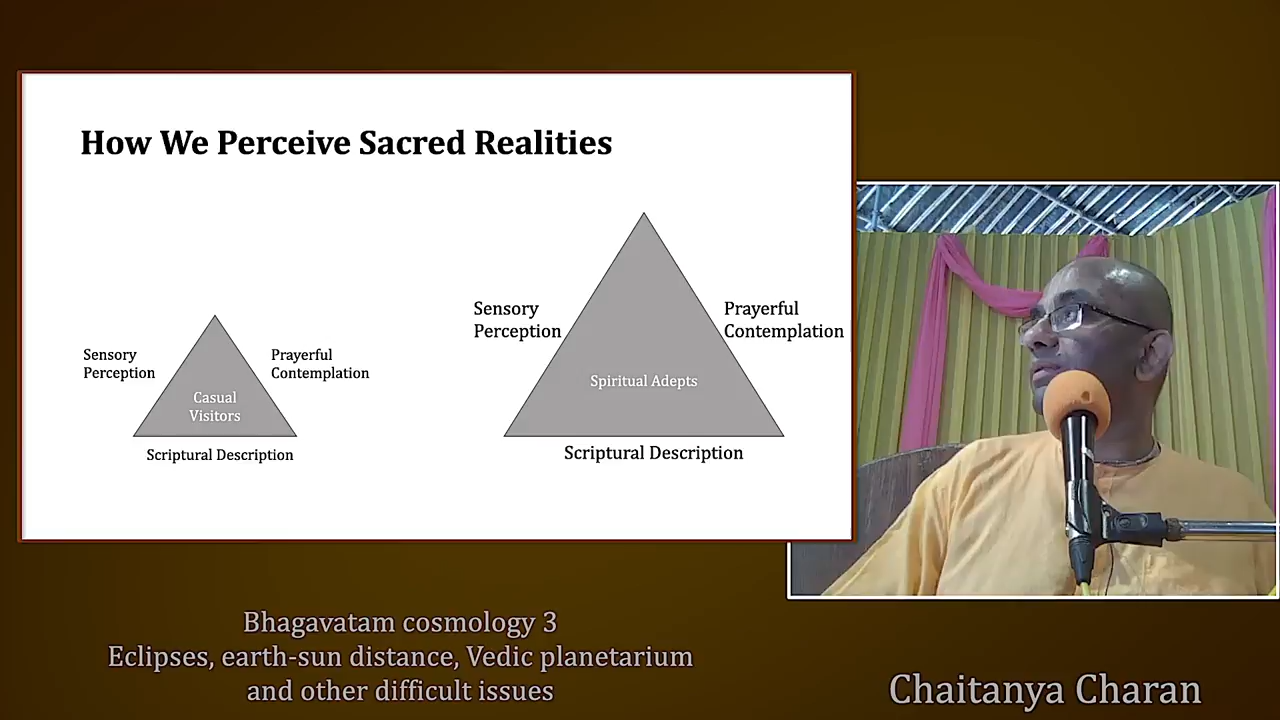 How We Perceive Sacred Realities
Sensory
Perception
Prayerful
Contemplation
Casual
Visitors
Scriptural Description
Sensory
Perception
Prayerful
Contemplation
Spiritual Adepts
Scriptural Description
Bhagavatam cosmology 3
Eclipses, earth-sun distance, Vedic planetarium
and other difficult issues
Chaitanya Charan